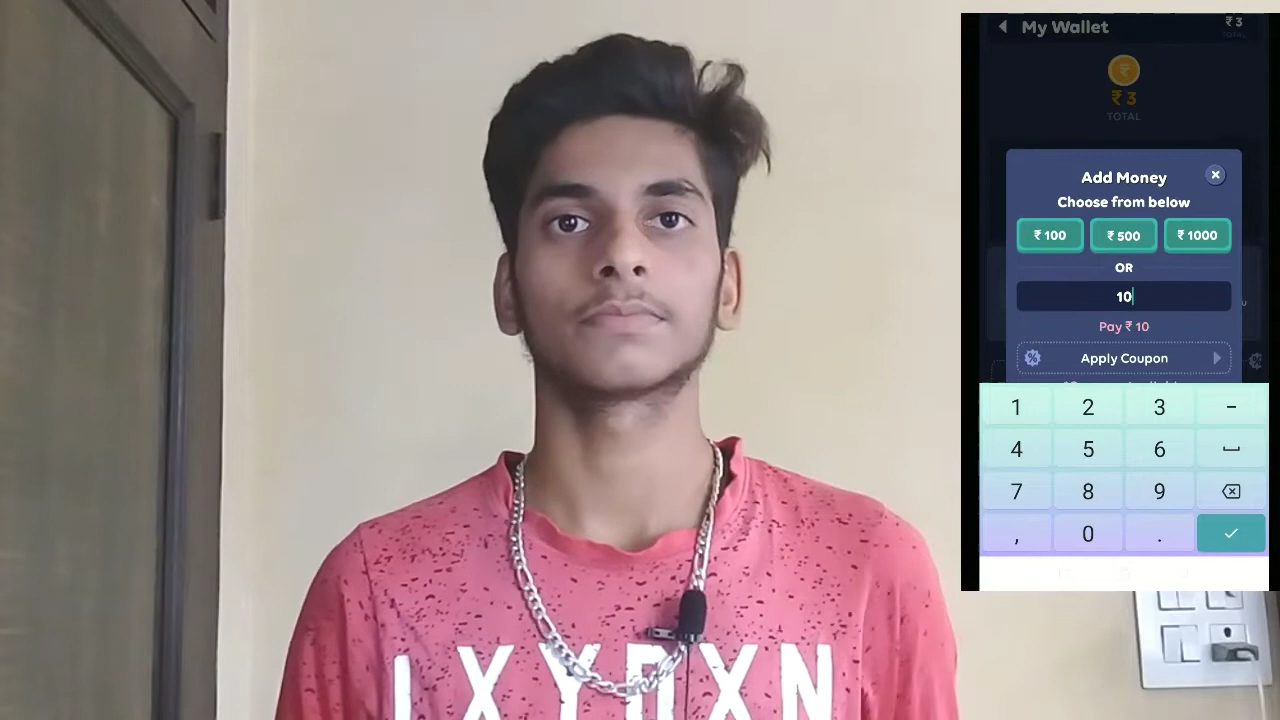 My Wallet
₹3
TOTAL
₹3
TOTAL
Add Money
Choose from below
₹100
₹500
₹1000
OR
10
Pay ₹ 10
Apply Coupon
1 2 3 -
4 5 6
7 8 9
, 0 .